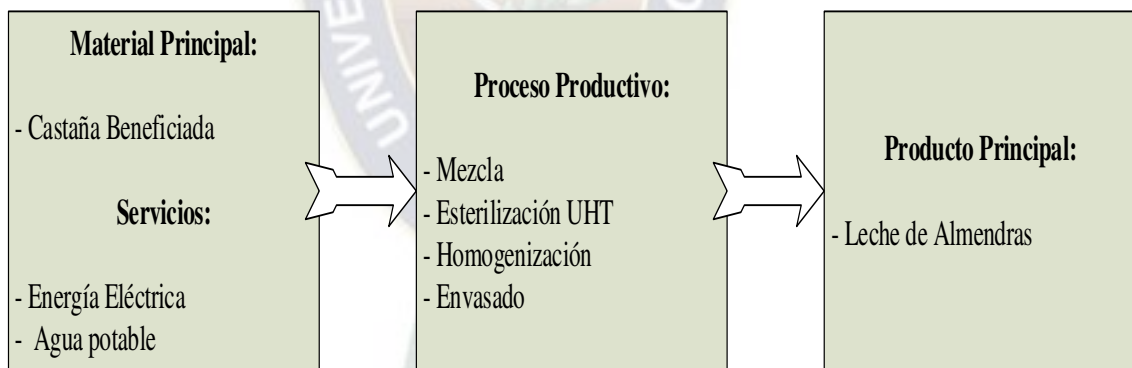 Material Principal:
- Castaña Beneficiada
Servicios:
- Energía Eléctrica
- Agua potable
Proceso Productivo:
- Mezcla
- Esterilización UHT
- Homogenización
- Envasado
Producto Principal:
- Leche de Almendras
UNIVE